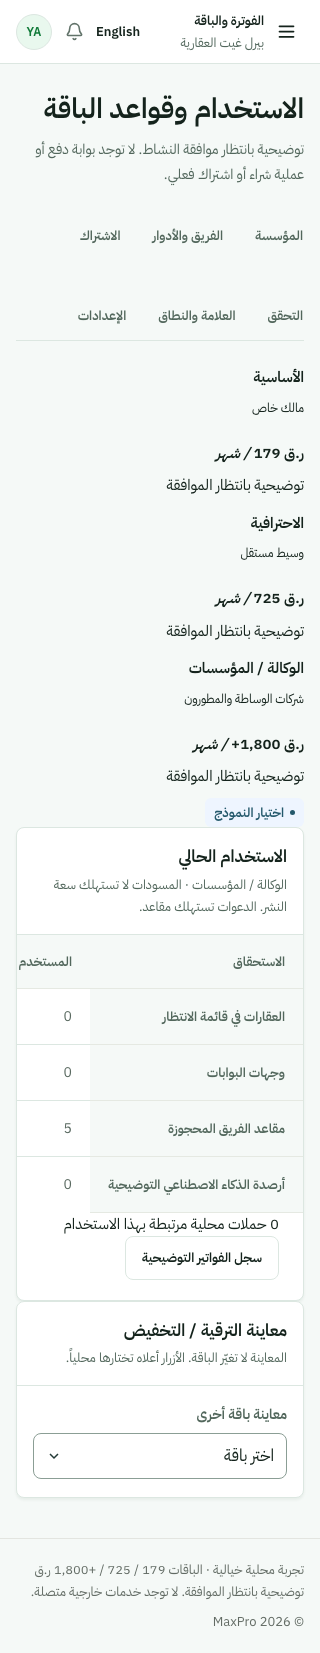 الفوترة والباقة
بيرل غيت العقارية
English
YA
الاستخدام وقواعد الباقة
توضيحية بانتظار موافقة النشاط. لا توجد بوابة دفع أو
عملية شراء أو اشتراك فعلي.
المؤسسة
الفريق والأدوار
الاشتراك
التحقق
العلامة والنطاق
الإعدادات
الأساسية
مالك خاص
ر.ق 179 / شهر
توضيحية بانتظار الموافقة
الاحترافية
وسيط مستقل
ر.ق 725 / شهر
توضيحية بانتظار الموافقة
الوكالة / المؤسسات
شركات الوساطة والمطورون
ر.ق 1,800+ / شهر
توضيحية بانتظار الموافقة
اختيار النموذج
الاستخدام الحالي
الوكالة / المؤسسات · المسودات لا تستهلك سعة
النشر. الدعوات تستهلك مقاعد.
الاستحقاق المستخدم
العقارات في قائمة الانتظار 0
وجهات البوابات 0
مقاعد الفريق المحجوزة 5
أرصدة الذكاء الاصطناعي التوضيحية 0
0 حملات محلية مرتبطة بهذا الاستخدام
سجل الفواتير التوضيحية
معاينة الترقية / التخفيض
المعاينة لا تغيّر الباقة. الأزرار أعلاه تختارها محلياً.
معاينة باقة أخرى
اختر باقة
تجربة محلية خيالية · الباقات 179 / 725 / 1,800+ ر.ق
توضيحية بانتظار الموافقة. لا توجد خدمات خارجية متصلة.
© 2026 MaxPro